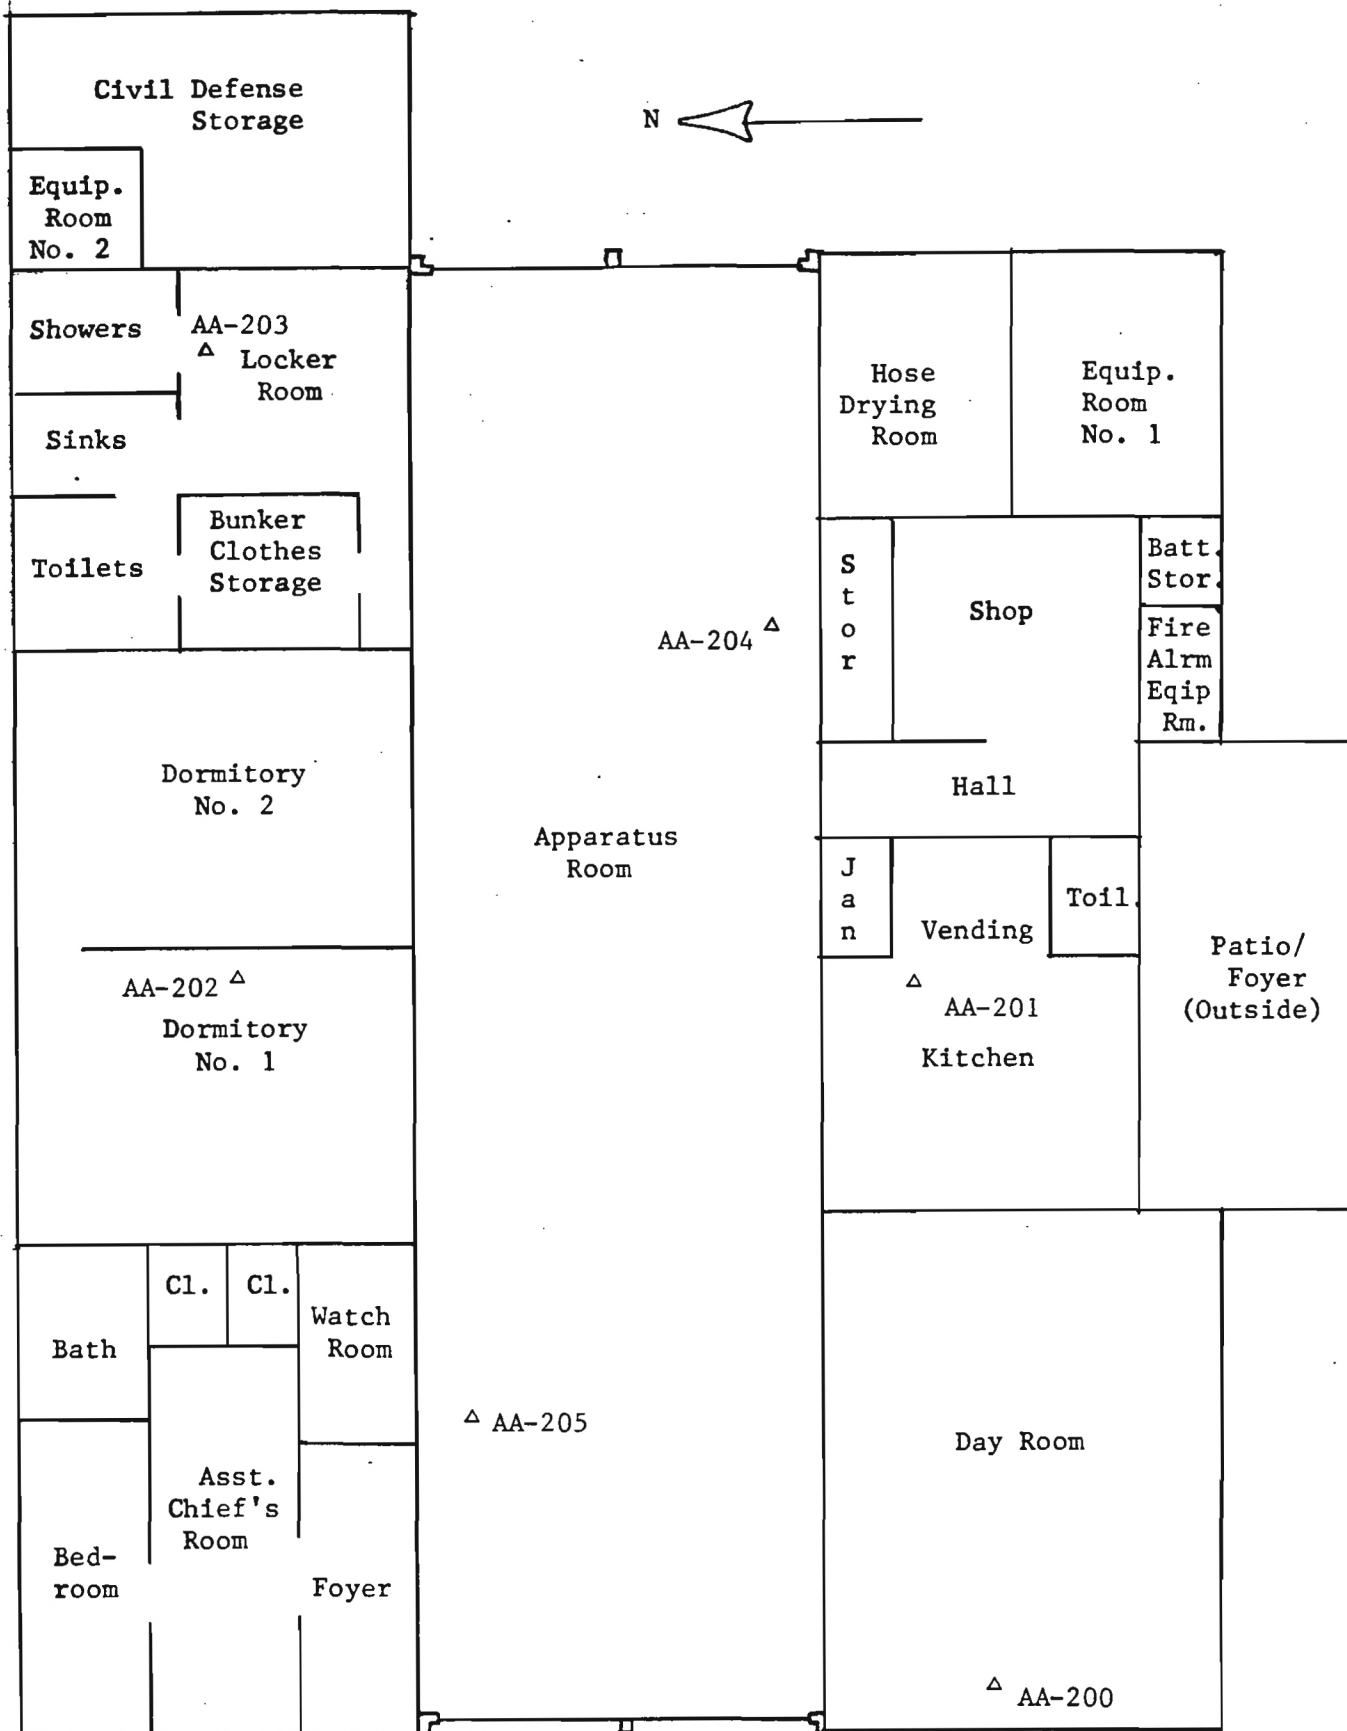 Civil Defense
Storage
N
Equip.
Room
No. 2
Showers
AA-203
Locker
Room
Sinks
Toilets
Bunker
Clothes
Storage
Hose
Drying
Room
Equip.
Room
No. 1
S
t
o
r
Shop
Batt.
Stor.
Fire
Alrm
Eqip
Rm.
AA-204
Dormitory
No. 2
Apparatus
Room
Hall
J
a
n
Vending
Toil.
Patio/
Foyer
(Outside)
AA-202
Dormitory
No. 1
AA-201
Kitchen
Bath
Cl.
Cl.
Watch
Room
AA-205
Day Room
Asst.
Chief's
Room
Bed-
room
Foyer
AA-200